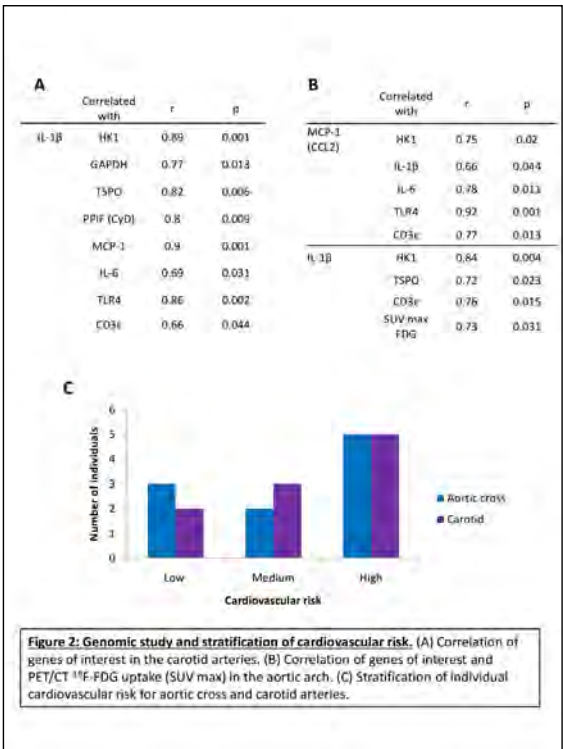 A
Correlated with r p
IL-1β HK1 0.89 0.001
GAPDH 0.77 0.013
TSPO 0.82 0.006
PPIF (CyD) 0.8 0.009
MCP-1 0.9 0.001
IL-6 0.69 0.031
TLR4 0.86 0.002
CD3ε 0.66 0.044
B
Correlated with r p
MCP-1 (CCL2) HK1 0.75 0.02
IL-1β 0.66 0.044
IL-6 0.78 0.011
TLR4 0.92 0.001
CD3ε 0.77 0.013
IL-1β HK1 0.84 0.004
TSPO 0.72 0.023
CD3ε 0.76 0.015
SUV max FDG 0.73 0.031
C
Number of individuals
6
5
4
3
2
1
0
Low Medium High
Cardiovascular risk
Aortic cross
Carotid
Figure 2: Genomic study and stratification of cardiovascular risk. (A) Correlation of
genes of interest in the carotid arteries. (B) Correlation of genes of interest and
PET/CT ¹⁸F-FDG uptake (SUV max) in the aortic arch. (C) Stratification of individual
cardiovascular risk for aortic cross and carotid arteries.